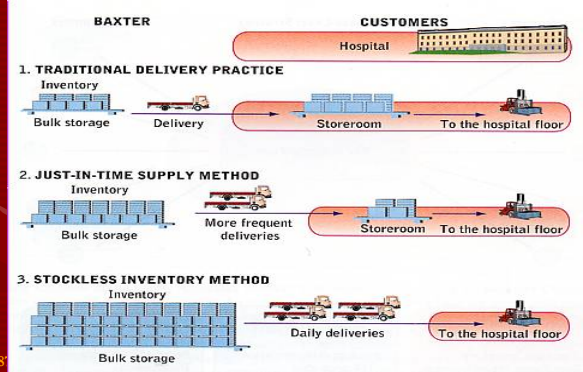 BAXTER
CUSTOMERS
Hospital
1. TRADITIONAL DELIVERY PRACTICE
Inventory
Bulk storage
Delivery
Storeroom
To the hospital floor
2. JUST-IN-TIME SUPPLY METHOD
Inventory
Bulk storage
More frequent
deliveries
Storeroom
To the hospital floor
3. STOCKLESS INVENTORY METHOD
Inventory
Bulk storage
Daily deliveries
To the hospital floor